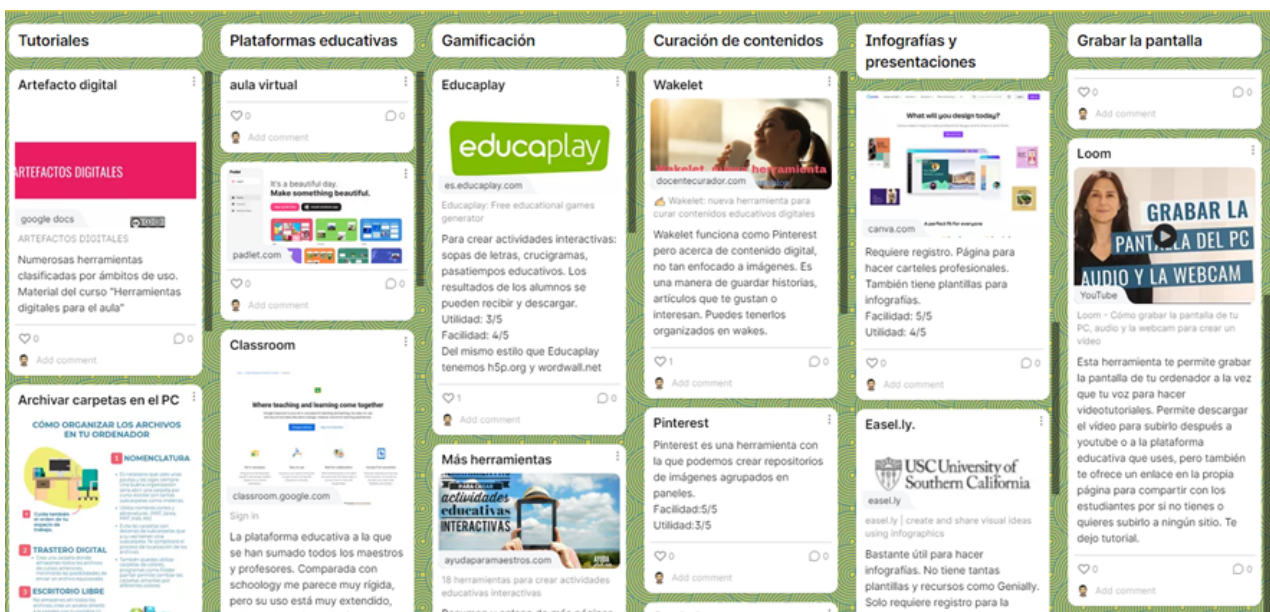 Tutoriales
Artefacto digital
ARTEFACTOS DIGITALES
google docs
ARTEFACTOS DIGITALES
Numerosas herramientas
clasificadas por ámbitos de uso.
Material del curso "Herramientas
digitales para el aula"
0
0
Add comment
Archivar carpetas en el PC
CÓMO ORGANIZAR LOS ARCHIVOS
EN TU ORDENADOR
1 NOMENCLATURA
2 TRASTERO DIGITAL
3 ESCRITORIO LIBRE
Plataformas educativas
aula virtual
0
0
Add comment
Padlet
It's a beautiful day.
Make something beautiful.
padlet.com
0
0
Add comment
Classroom
Where teaching and learning come together
classroom.google.com
Sign in
La plataforma educativa a la que
se han sumado todos los maestros
y profesores. Comparada con
schoology me parece muy rígida,
pero su uso está muy extendido,
Gamificación
Educaplay
educaplay
es.educaplay.com
Educaplay: Free educational games
generator
Para crear actividades interactivas:
sopas de letras, crucigramas,
pasatiempos educativos. Los
resultados de los alumnos se
pueden recibir y descargar.
Utilidad: 3/5
Facilidad: 4/5
Del mismo estilo que Educaplay
tenemos h5p.org y wordwall.net
1
0
Add comment
Más herramientas
PARA CREAR
actividades
educativas
INTERACTIVAS
AYUDA
ayudaparamaestros.com
18 herramientas para crear actividades
educativas interactivas
Curación de contenidos
Wakelet
Wakelet, nueva herramienta
docentecurador.com
Wakelet: nueva herramienta para
curar contenidos educativos digitales
Wakelet funciona como Pinterest
pero acerca de contenido digital,
no tan enfocado a imágenes. Es
una manera de guardar historias,
artículos que te gustan o
interesan. Puedes tenerlos
organizados en wakes.
1
0
Add comment
Pinterest
Pinterest es una herramienta con
la que podemos crear repositorios
de imágenes agrupados en
paneles.
Facilidad:5/5
Utilidad:3/5
0
0
Add comment
Infografías y
presentaciones
What will you design today?
A perfect fit for everyone
canva.com
Requiere registro. Página para
hacer carteles profesionales.
También tiene plantillas para
infografías.
Facilidad: 5/5
Utilidad: 4/5
0
0
Add comment
Easel.ly.
USC University of
Southern California
easel.ly
easel.ly | create and share visual ideas
using infographics
Bastante útil para hacer
infografías. No tiene tantas
plantillas y recursos como Genially.
Solo requiere registro para la
Grabar la pantalla
0
0
Add comment
Loom
GRABAR LA
PANTALLA DEL PC
AUDIO Y LA WEBCAM
YouTube
Loom - Cómo grabar la pantalla de tu
PC, audio y la webcam para crear un
vídeo
Esta herramienta te permite grabar
la pantalla de tu ordenador a la vez
que tu voz para hacer
videotutoriales. Permite descargar
el vídeo para subirlo después a
youtube o a la plataforma
educativa que uses, pero también
te ofrece un enlace en la propia
página para compartir con los
estudiantes por si no tienes o
quieres subirlo a ningún sitio. Te
dejo tutorial.
0
0
Add comment